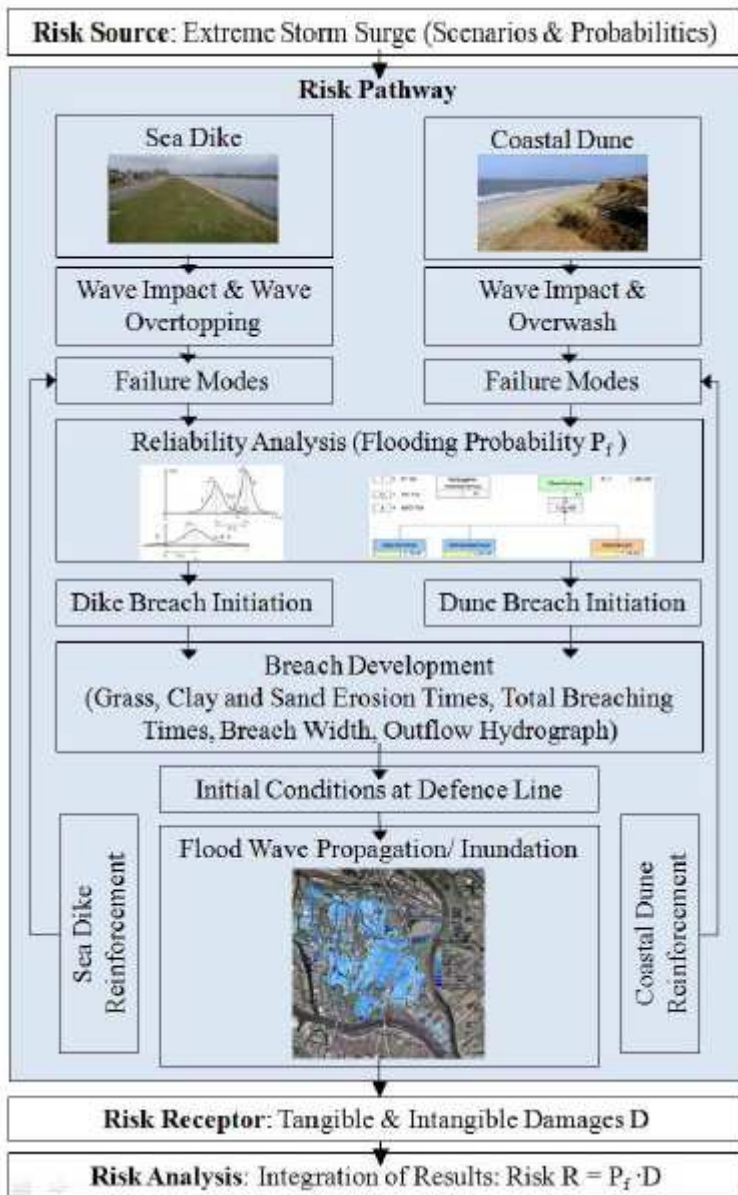 Risk Source: Extreme Storm Surge (Scenarios & Probabilities)
Risk Pathway
Sea Dike
Coastal Dune
Wave Impact & Wave
Overtopping
Wave Impact &
Overwash
Failure Modes
Failure Modes
Reliability Analysis (Flooding Probability Pf )
Dike Breach Initiation
Dune Breach Initiation
Breach Development
(Grass, Clay and Sand Erosion Times, Total Breaching
Times, Breach Width, Outflow Hydrograph)
Initial Conditions at Defence Line
Flood Wave Propagation/ Inundation
Sea Dike
Reinforcement
Coastal Dune
Reinforcement
Risk Receptor: Tangible & Intangible Damages D
Risk Analysis: Integration of Results: Risk R = Pf ·D